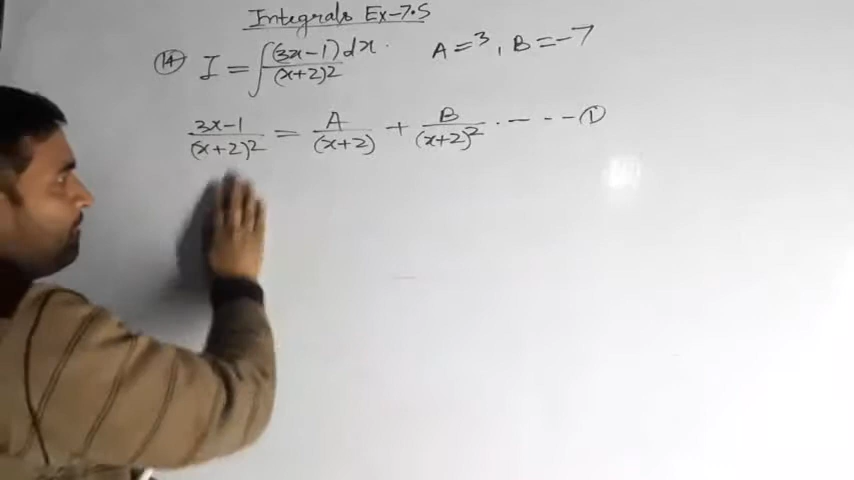 Integrals Ex-7.5
(14) I = ∫ (3x-1)dx / (x+2)2 . A = 3, B = -7
3x-1 / (x+2)2 = A / (x+2) + B / (x+2)² . - - - (1)